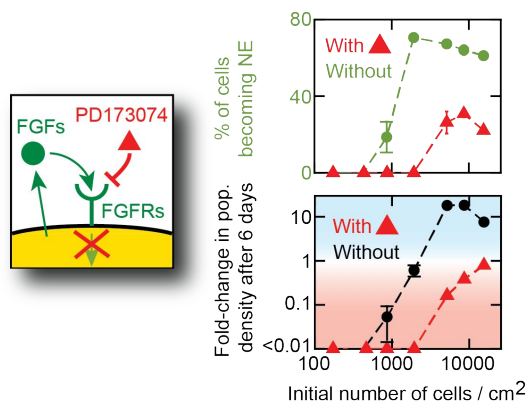 FGFs
PD173074
FGFRs
% of cells
becoming NE
80
40
0
With
Without
Fold-change in pop.
density after 6 days
10
1
0.1
<0.01
With
Without
100
1000
10000
Initial number of cells / cm2